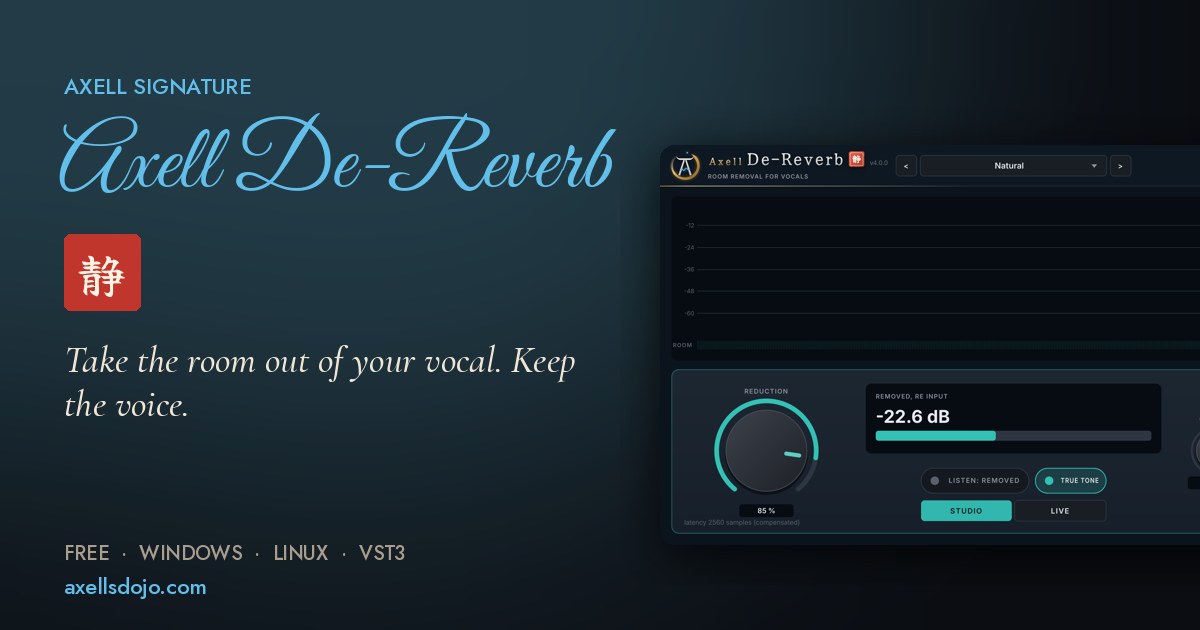 AXELL SIGNATURE
Axell De-Reverb
静
Take the room out of your vocal. Keep
the voice.
FREE · WINDOWS · LINUX · VST3
axellsdojo.com
Axell De-Reverb 静 v4.0.0
ROOM REMOVAL FOR VOCALS
< Natural >
-12
-24
-36
-48
-60
ROOM
REDUCTION
85 %
latency 2560 samples (compensated)
REMOVED, RE INPUT
-22.6 dB
LISTEN: REMOVED TRUE TONE
STUDIO LIVE